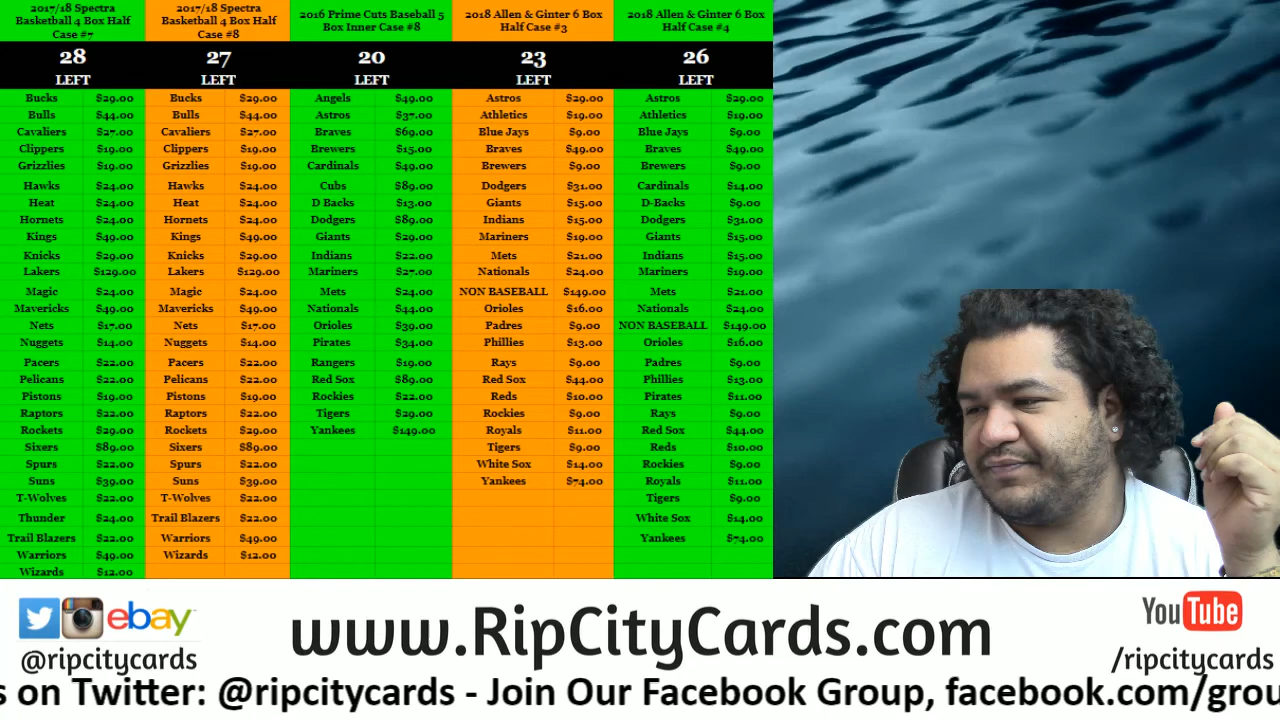 2017/18 Spectra
Basketball 4 Box Half
Case #7
28
LEFT
Bucks $29.00
Bulls $44.00
Cavaliers $27.00
Clippers $19.00
Grizzlies $19.00
Hawks $24.00
Heat $24.00
Hornets $24.00
Kings $49.00
Knicks $29.00
Lakers $129.00
Magic $24.00
Mavericks $49.00
Nets $17.00
Nuggets $14.00
Pacers $22.00
Pelicans $22.00
Pistons $19.00
Raptors $22.00
Rockets $29.00
Sixers $89.00
Spurs $22.00
Suns $39.00
T-Wolves $22.00
Thunder $24.00
Trail Blazers $22.00
Warriors $49.00
Wizards $12.00
2017/18 Spectra
Basketball 4 Box Half
Case #8
27
LEFT
Bucks $29.00
Bulls $44.00
Cavaliers $27.00
Clippers $19.00
Grizzlies $19.00
Hawks $24.00
Heat $24.00
Hornets $24.00
Kings $49.00
Knicks $29.00
Lakers $129.00
Magic $24.00
Mavericks $49.00
Nets $17.00
Nuggets $14.00
Pacers $22.00
Pelicans $22.00
Pistons $19.00
Raptors $22.00
Rockets $29.00
Sixers $89.00
Spurs $22.00
Suns $39.00
T-Wolves $22.00
Trail Blazers $22.00
Warriors $49.00
Wizards $12.00
2016 Prime Cuts Baseball 5
Box Inner Case #8
20
LEFT
Angels $49.00
Astros $37.00
Braves $69.00
Brewers $15.00
Cardinals $49.00
Cubs $89.00
D Backs $13.00
Dodgers $89.00
Giants $29.00
Indians $22.00
Mariners $27.00
Mets $24.00
Nationals $44.00
Orioles $39.00
Pirates $34.00
Rangers $19.00
Red Sox $89.00
Rockies $22.00
Tigers $29.00
Yankees $149.00
2018 Allen & Ginter 6 Box
Half Case #3
23
LEFT
Astros $29.00
Athletics $19.00
Blue Jays $9.00
Braves $49.00
Brewers $9.00
Dodgers $31.00
Giants $15.00
Indians $15.00
Mariners $19.00
Mets $21.00
Nationals $24.00
NON BASEBALL $149.00
Orioles $16.00
Padres $9.00
Phillies $13.00
Rays $9.00
Red Sox $44.00
Reds $10.00
Rockies $9.00
Royals $11.00
Tigers $9.00
White Sox $14.00
Yankees $74.00
2018 Allen & Ginter 6 Box
Half Case #4
26
LEFT
Astros $29.00
Athletics $19.00
Blue Jays $9.00
Braves $49.00
Brewers $9.00
Cardinals $14.00
D-Backs $9.00
Dodgers $31.00
Giants $15.00
Indians $15.00
Mariners $19.00
Mets $21.00
Nationals $24.00
NON BASEBALL $149.00
Orioles $16.00
Padres $9.00
Phillies $13.00
Pirates $11.00
Rays $9.00
Red Sox $44.00
Reds $10.00
Rockies $9.00
Royals $11.00
Tigers $9.00
White Sox $14.00
Yankees $74.00
ebay
@ripcitycards
www.RipCityCards.com
YouTube
/ripcitycards
s on Twitter: @ripcitycards - Join Our Facebook Group, facebook.com/grou